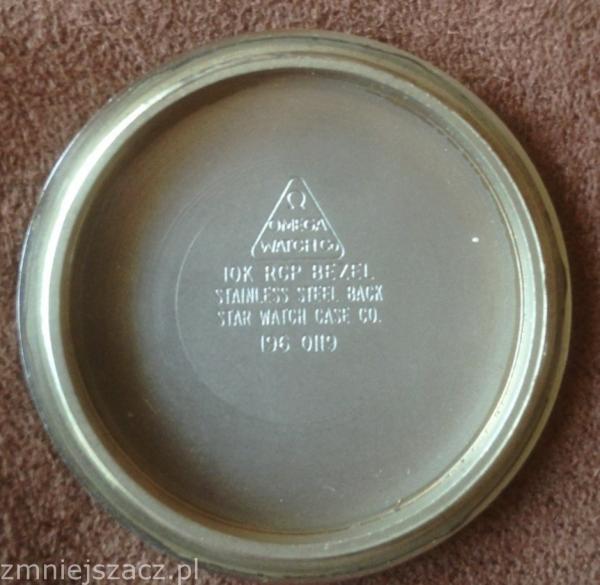 Ω
OMEGA
WATCH Co
10K RGP BEZEL
STAINLESS STEEL BACK
STAR WATCH CASE CO.
196 0119
zmniejszacz.pl